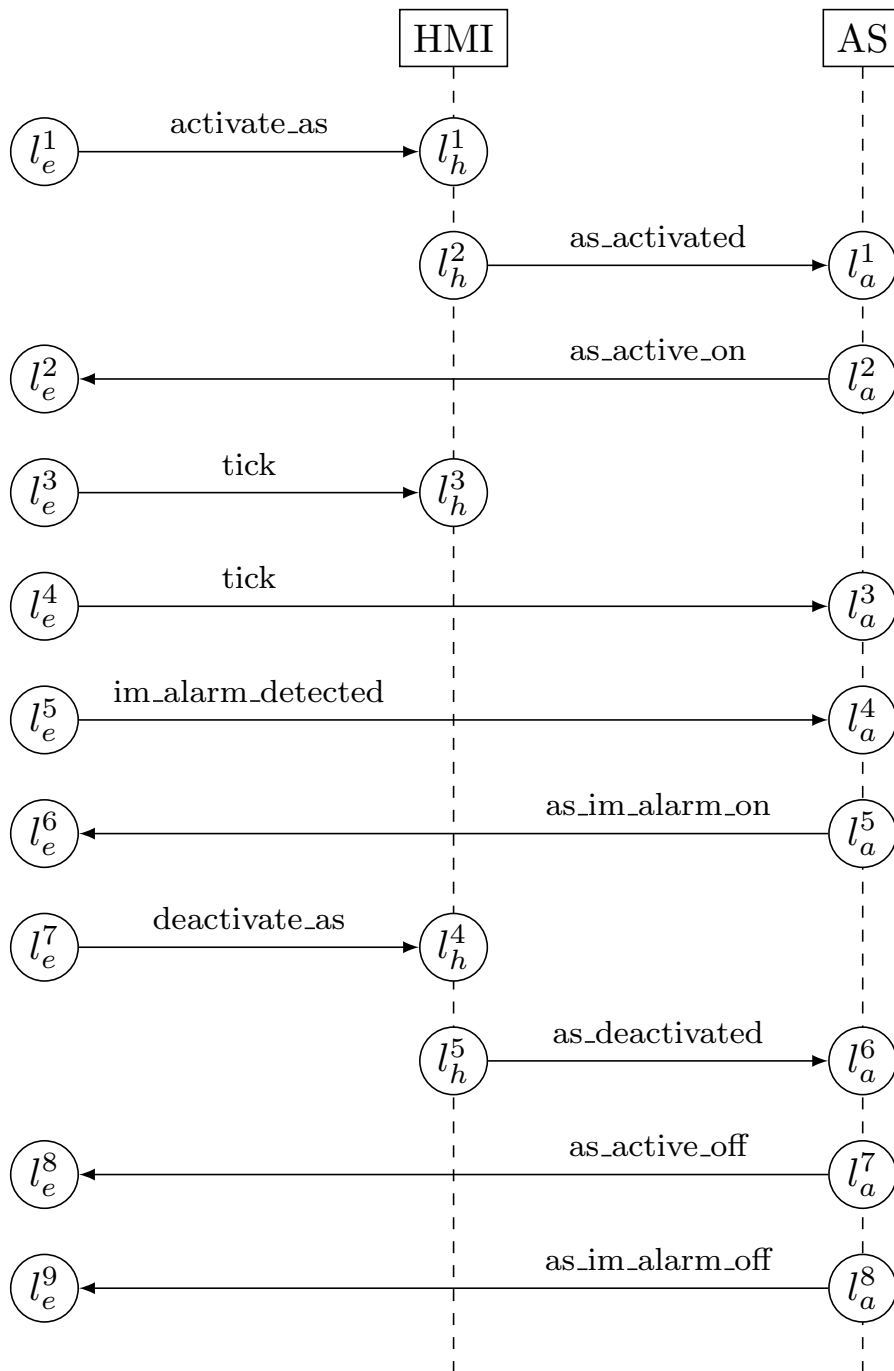 HMI AS
activate_as
l_e^1 l_h^1
as_activated
l_h^2 l_a^1
as_active_on
l_e^2 l_a^2
tick
l_e^3 l_h^3
tick
l_e^4 l_a^3
im_alarm_detected
l_e^5 l_a^4
as_im_alarm_on
l_e^6 l_a^5
deactivate_as
l_e^7 l_h^4
as_deactivated
l_h^5 l_a^6
as_active_off
l_e^8 l_a^7
as_im_alarm_off
l_e^9 l_a^8